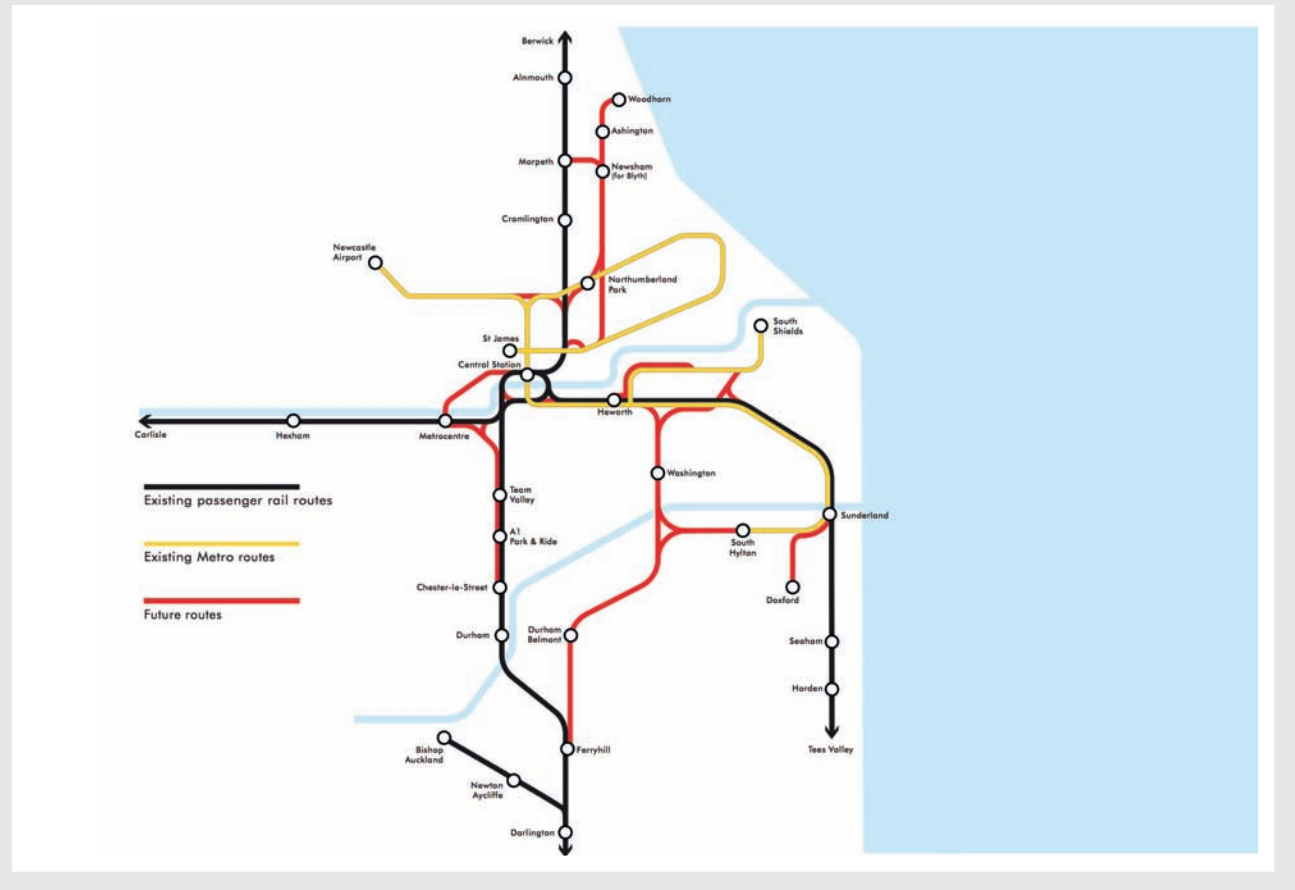 Berwick
Alnmouth
Woodhorn
Ashington
Morpeth
Newsham
(for Blyth)
Cramlington
Newcastle
Airport
Northumberland
Park
South
Shields
St James
Central Station
Heworth
Carlisle
Hexham
Metrocentre
Washington
Existing passenger rail routes
Team
Valley
Sunderland
A1
Park & Ride
South
Hylton
Existing Metro routes
Chester-le-Street
Doxford
Future routes
Durham
Durham
Belmont
Seaham
Horden
Tees Valley
Bishop
Auckland
Ferryhill
Newton
Aycliffe
Darlington